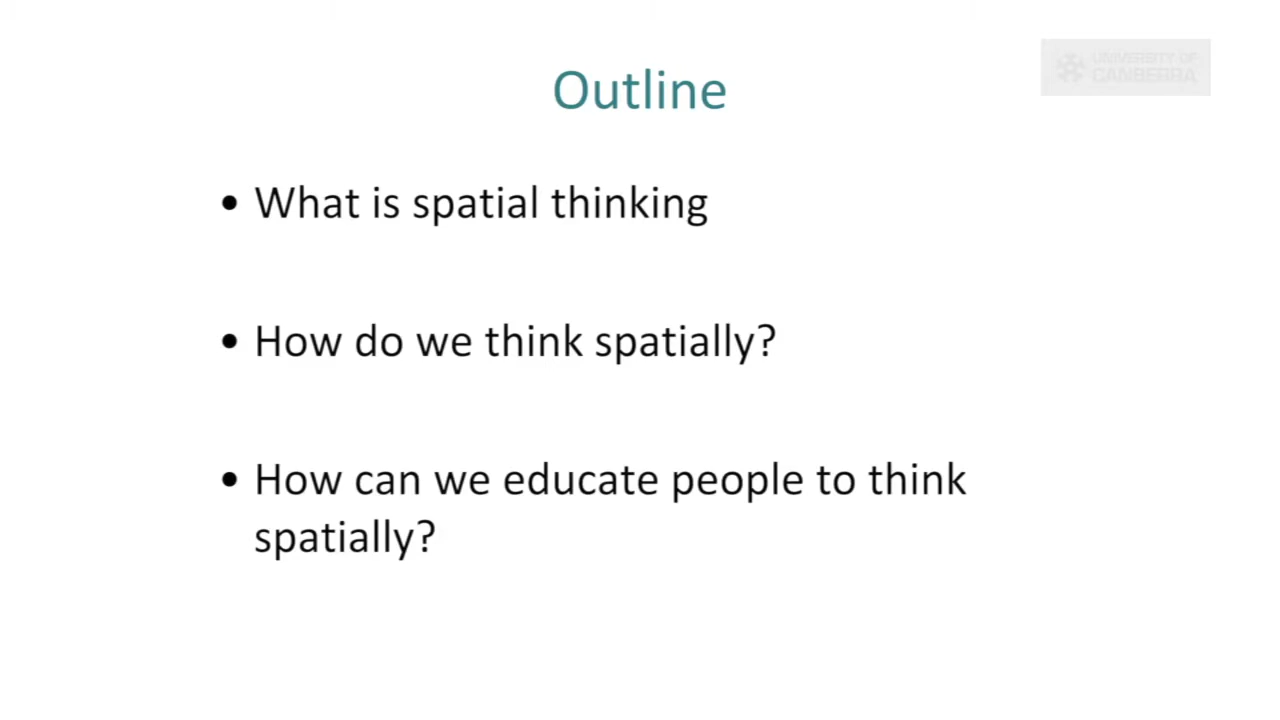 UNIVERSITY OF
CANBERRA
Outline
• What is spatial thinking
• How do we think spatially?
• How can we educate people to think
spatially?